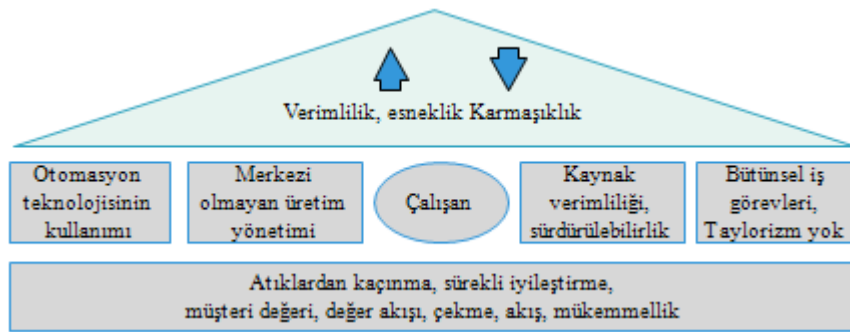 Verimlilik, esneklik Karmaşıklık
Otomasyon
teknolojisinin
kullanımı
Merkezi
olmayan üretim
yönetimi
Çalışan
Kaynak
verimliliği,
sürdürülebilirlik
Bütünsel iş
görevleri,
Taylorizm yok
Atıklardan kaçınma, sürekli iyileştirme,
müşteri değeri, değer akışı, çekme, akış, mükemmellik